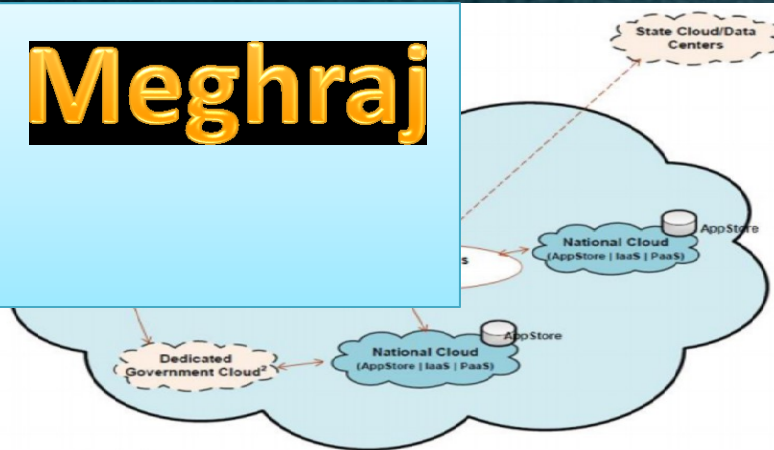 Meghraj
State Cloud/Data
Centers
AppStore
National Cloud
(AppStore | IaaS | PaaS)
s
AppStore
National Cloud
(AppStore | IaaS | PaaS)
Dedicated
Government Cloud²